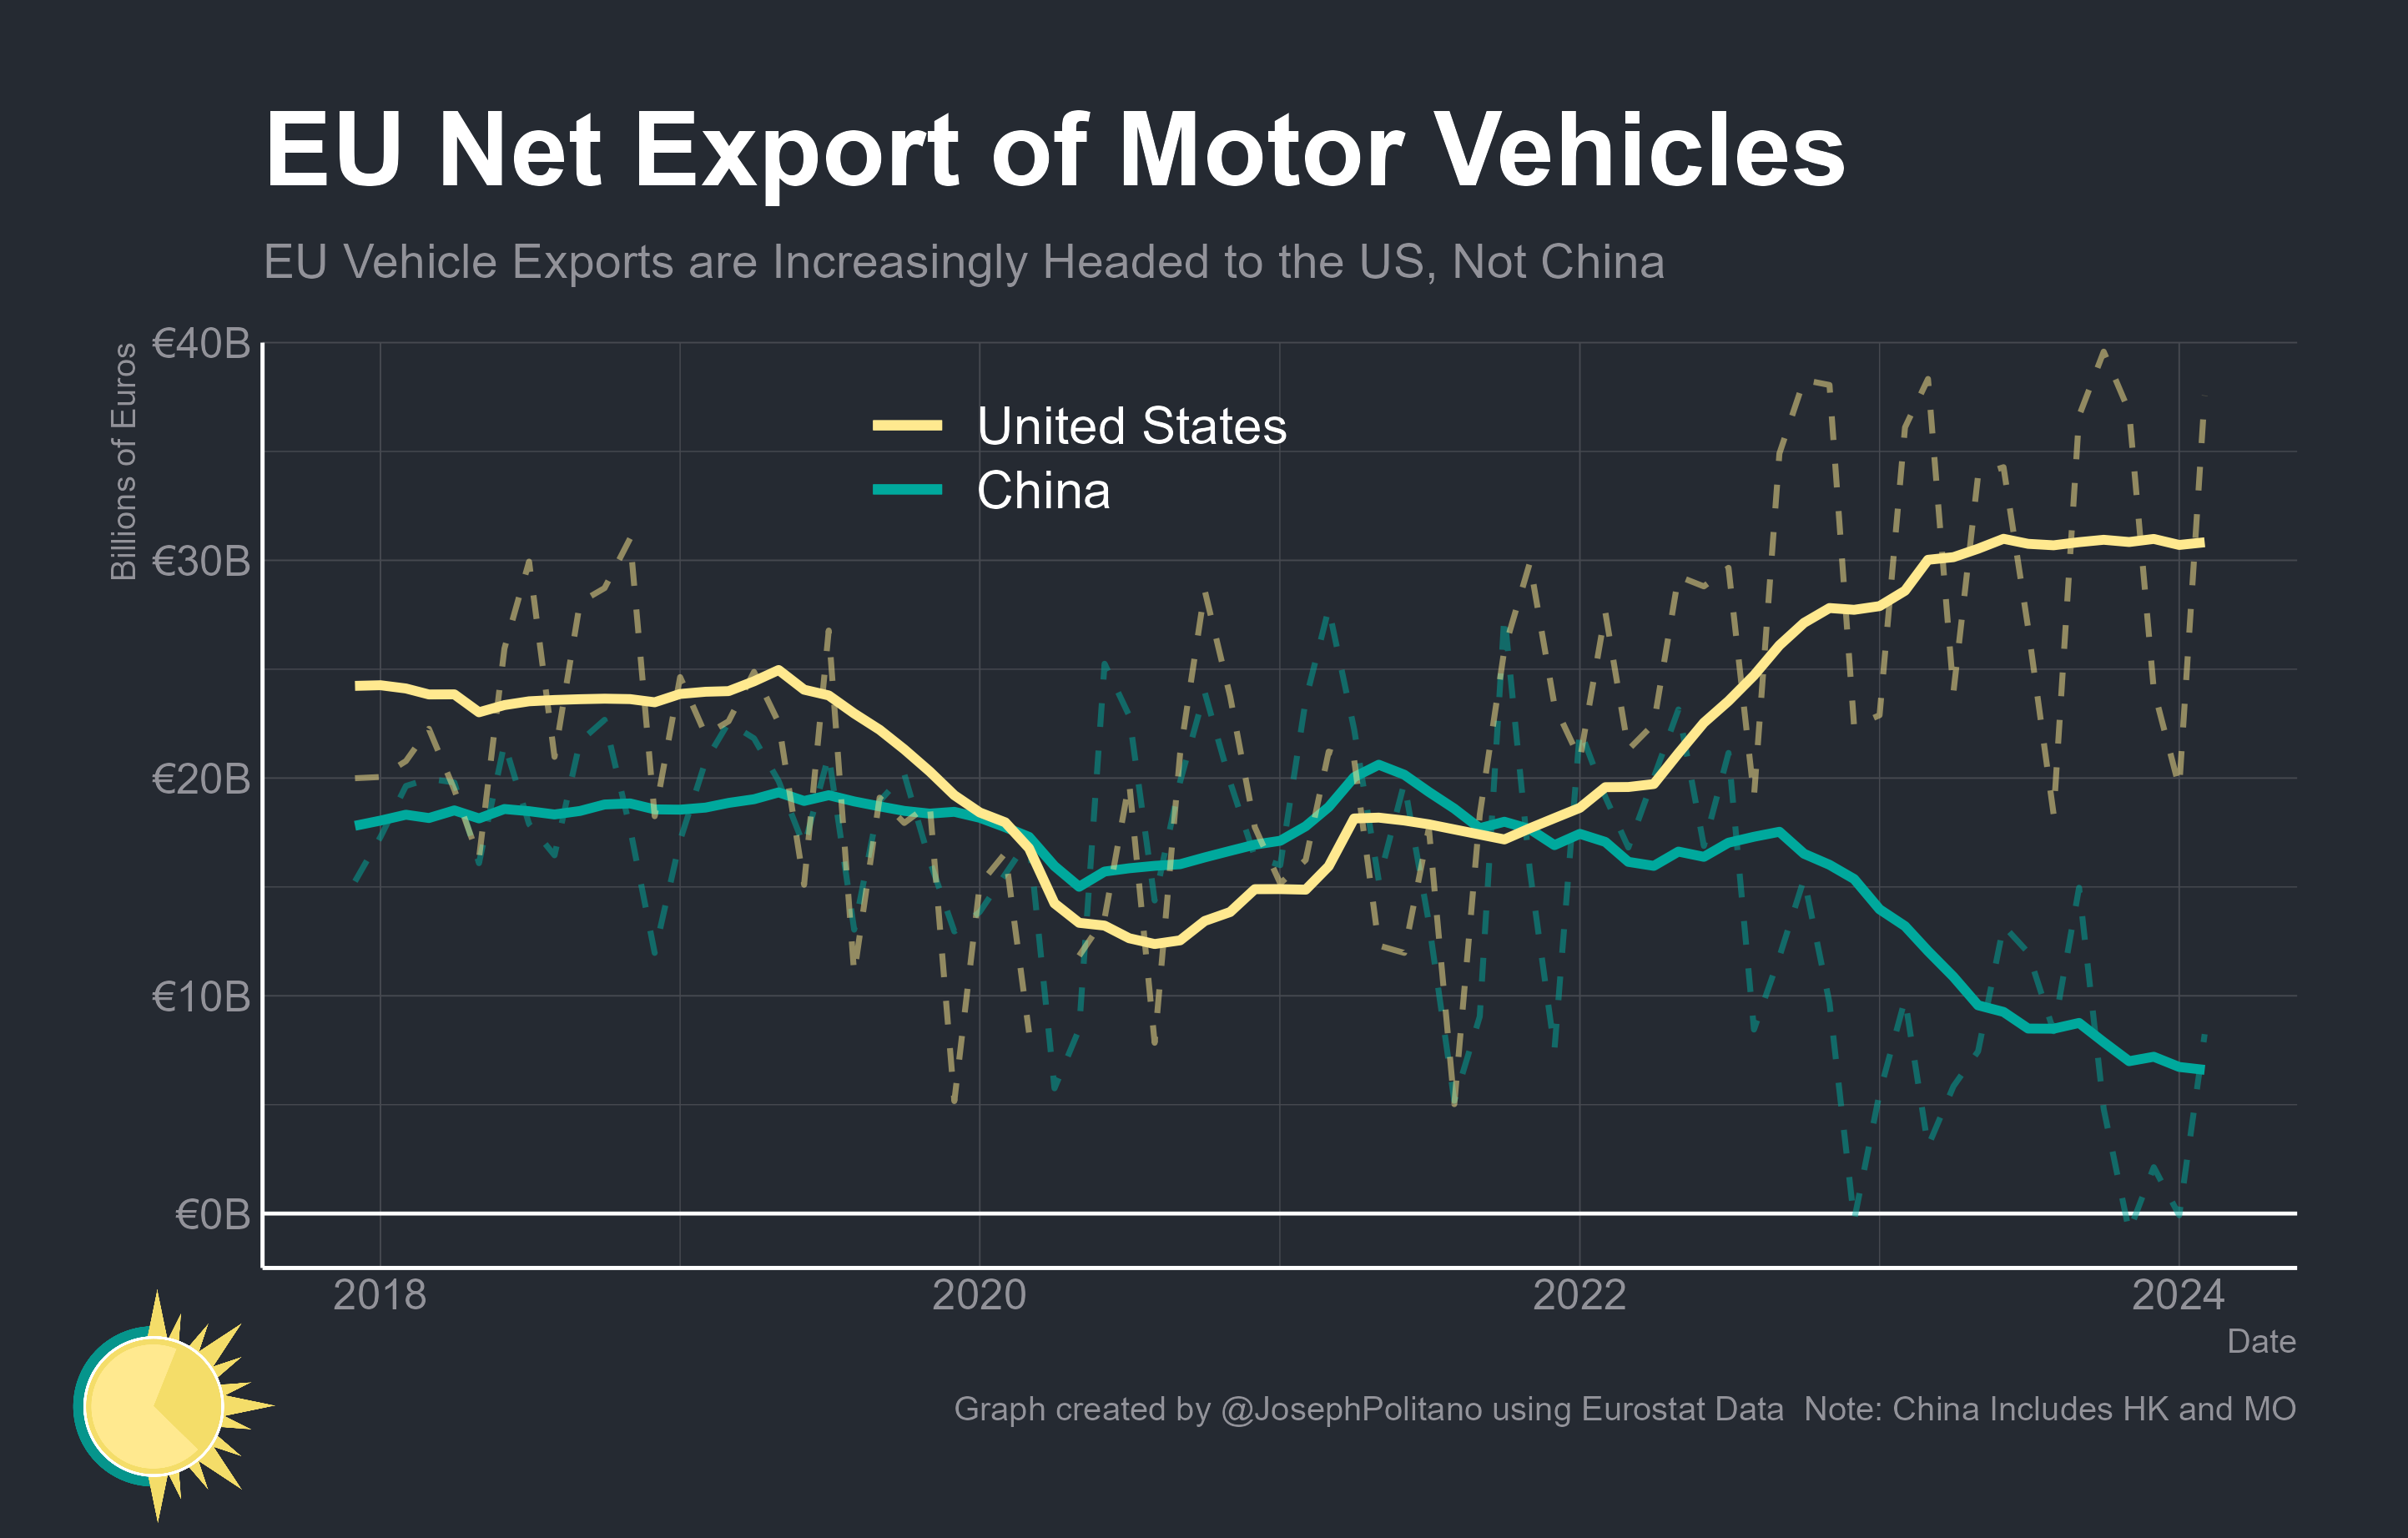 EU Net Export of Motor Vehicles
EU Vehicle Exports are Increasingly Headed to the US, Not China
Billions of Euros
€40B
€30B
€20B
€10B
€0B
United States
China
2018 2020 2022 2024
Date
Graph created by @JosephPolitano using Eurostat Data Note: China Includes HK and MO